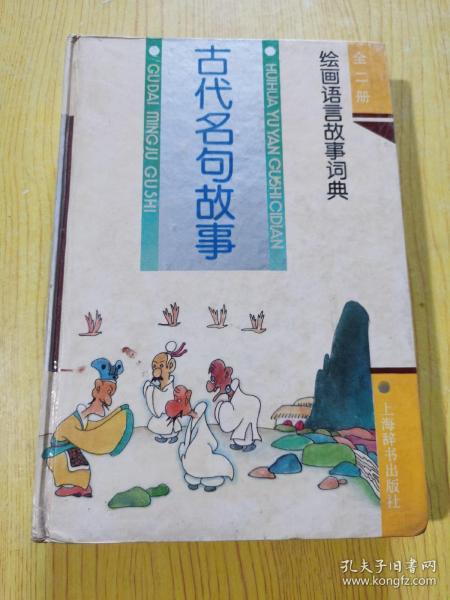 全二册
绘画语言故事词典
HUIHUA YUYAN GUSHI CIDIAN
古代名句故事
GUDAI MINGJU GUSHI
上海辞书出版社
孔夫子旧书网
www.kongfz.com